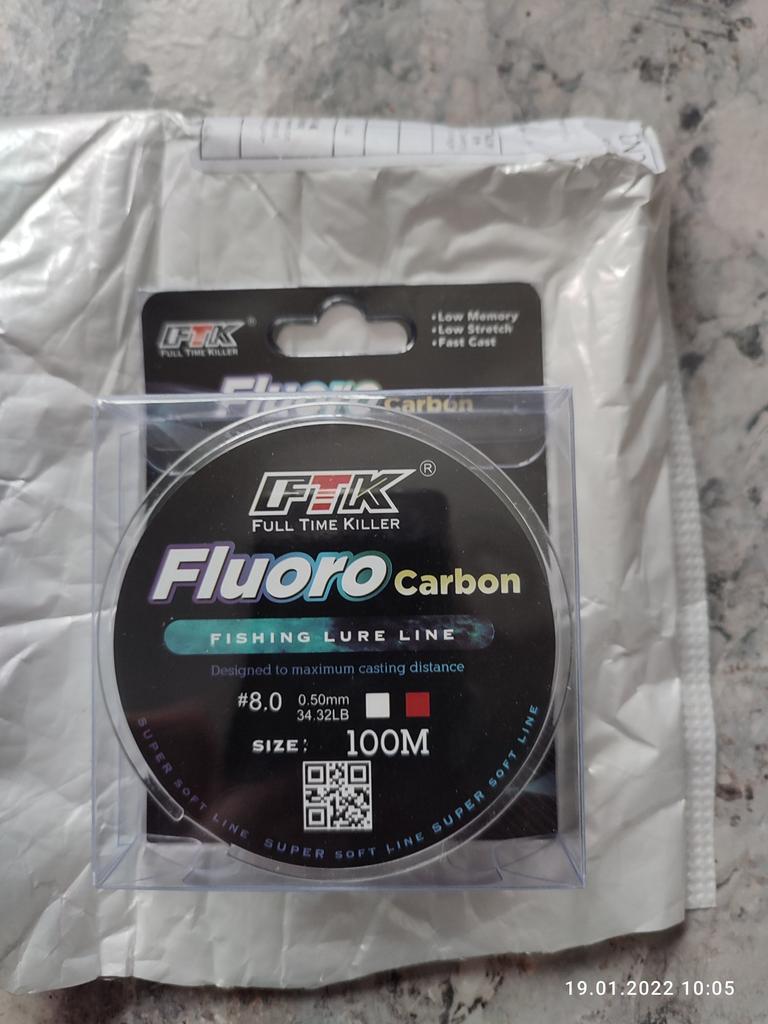 FTK®
FULL TIME KILLER
•Low Memory
•Low Stretch
•Fast Cast
Fluoro Carbon
FTK®
FULL TIME KILLER
Fluoro Carbon
FISHING LURE LINE
Designed to maximum casting distance
#8.0 0.50mm
34.32LB
SIZE: 100M
SUPER SOFT LINE SUPER SOFT LINE SUPER SOFT LINE
19.01.2022 10:05